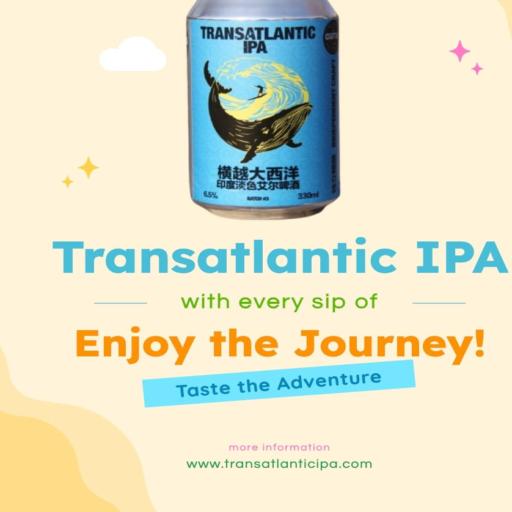 TRANSATLANTIC
IPA
横越大西洋
印度淡色艾尔啤酒
6.5%
330ml
Transatlantic IPA
with every sip of
Enjoy the Journey!
Taste the Adventure
more information
www.transatlanticipa.com